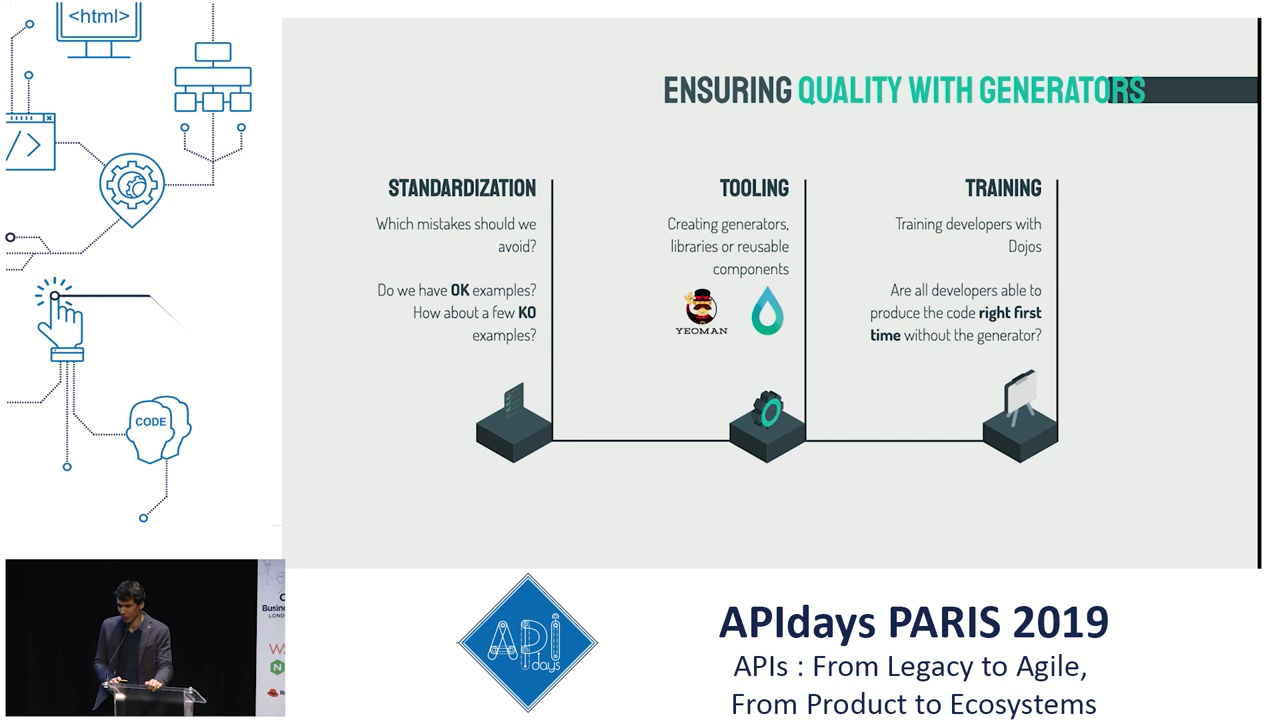 <html>
</>
CODE
ENSURING QUALITY WITH GENERATORS
STANDARDIZATION
Which mistakes should we
avoid?
Do we have OK examples?
How about a few KO
examples?
TOOLING
Creating generators,
libraries or reusable
components
YEOMAN
TRAINING
Training developers with
Dojos
Are all developers able to
produce the code right first
time without the generator?
API
days
APIdays PARIS 2019
APIs : From Legacy to Agile,
From Product to Ecosystems